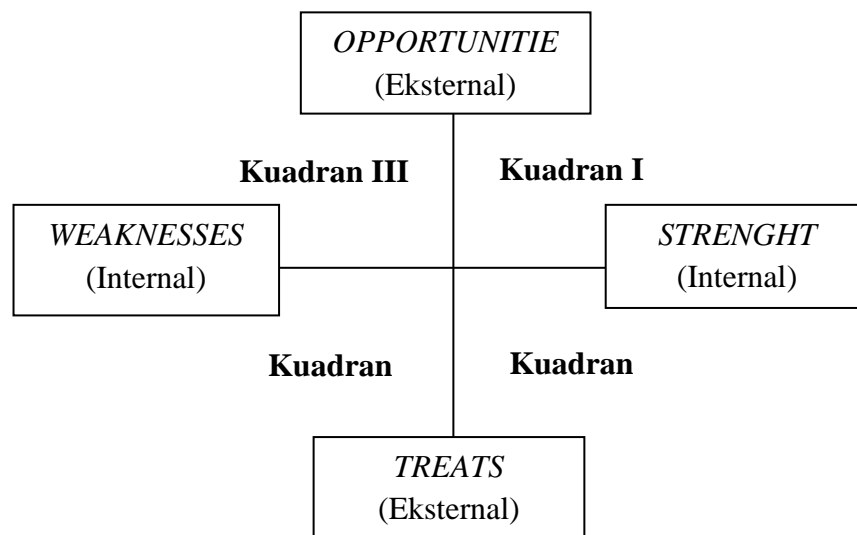 OPPORTUNITIE
(Eksternal)
Kuadran III
Kuadran I
WEAKNESSES
(Internal)
STRENGHT
(Internal)
Kuadran
Kuadran
TREATS
(Eksternal)